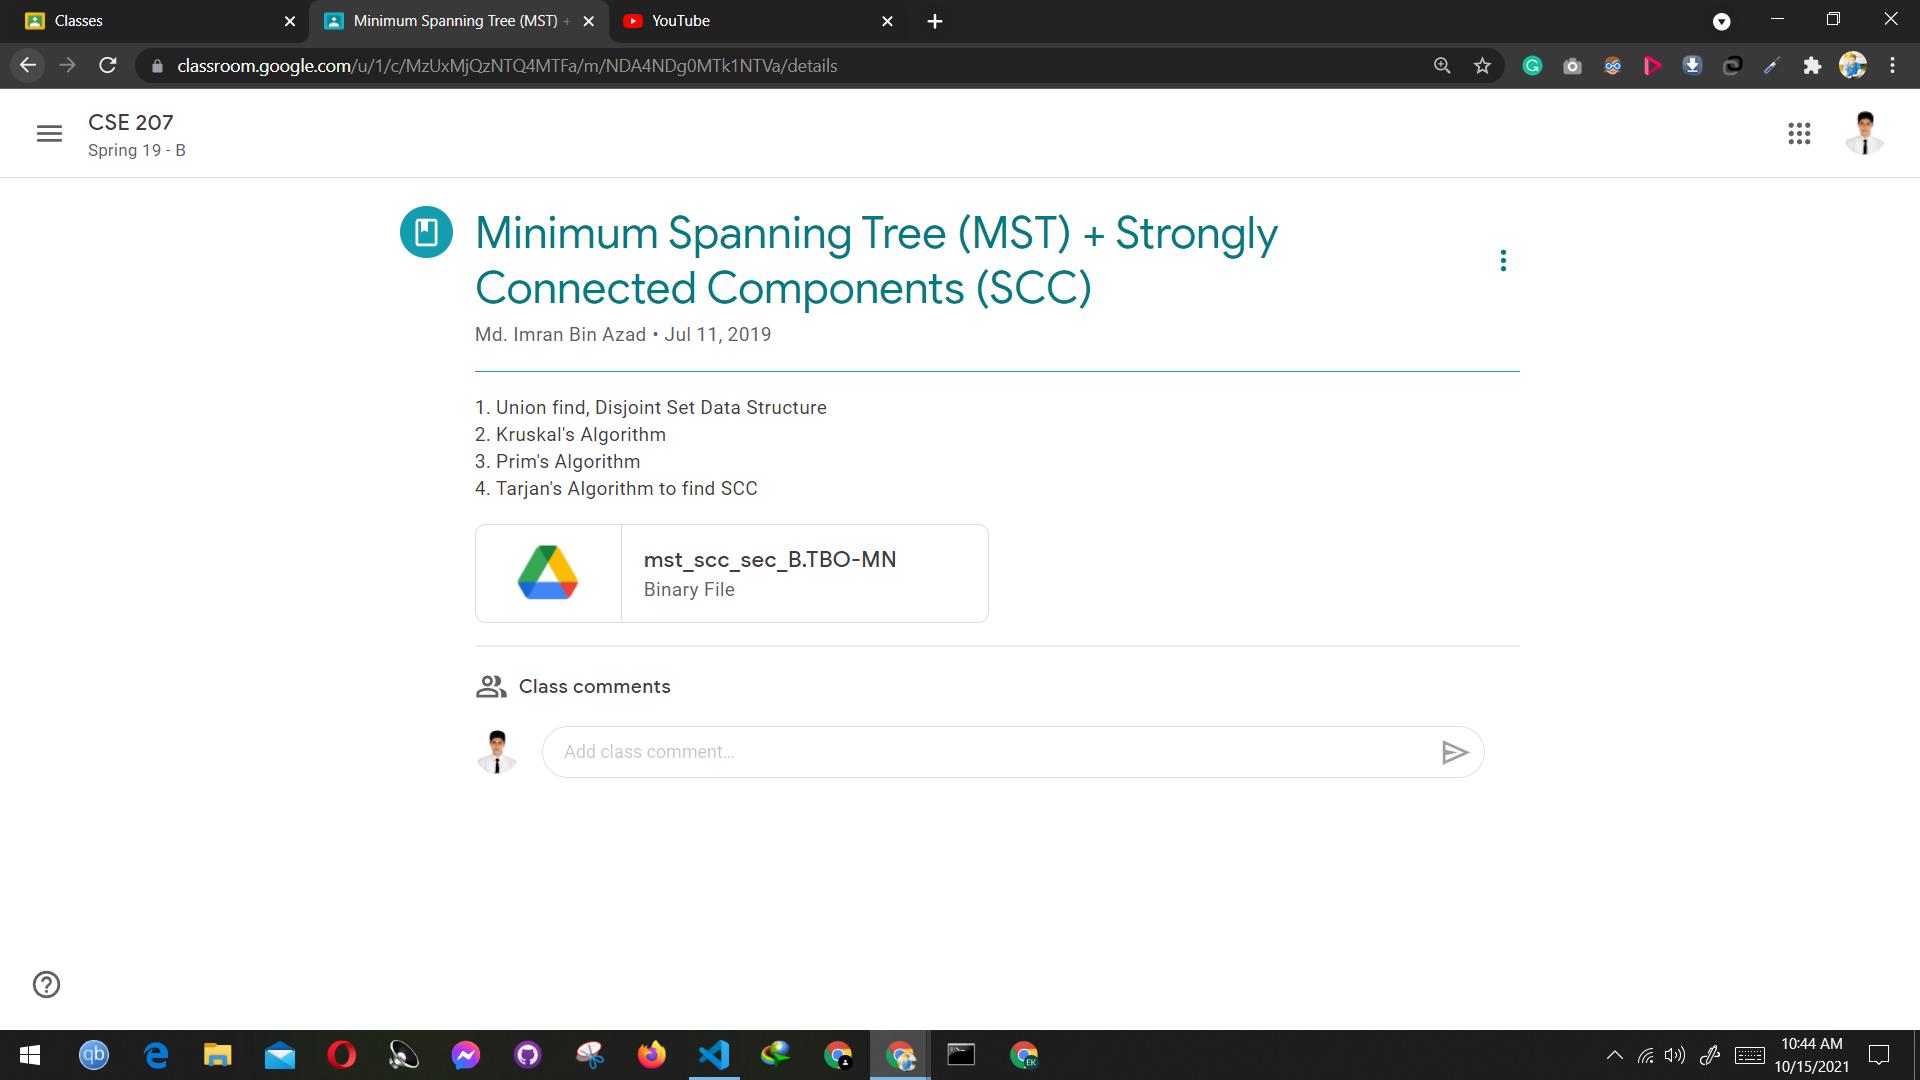 Classes
Minimum Spanning Tree (MST) +
YouTube
classroom.google.com/u/1/c/MzUxMjQzNTQ4MTFa/m/NDA4NDg0MTk1NTVa/details
CSE 207
Spring 19 - B
Minimum Spanning Tree (MST) + Strongly
Connected Components (SCC)
Md. Imran Bin Azad • Jul 11, 2019
1. Union find, Disjoint Set Data Structure
2. Kruskal's Algorithm
3. Prim's Algorithm
4. Tarjan's Algorithm to find SCC
mst_scc_sec_B.TBO-MN
Binary File
Class comments
Add class comment...
qb
EK
10:44 AM
10/15/2021